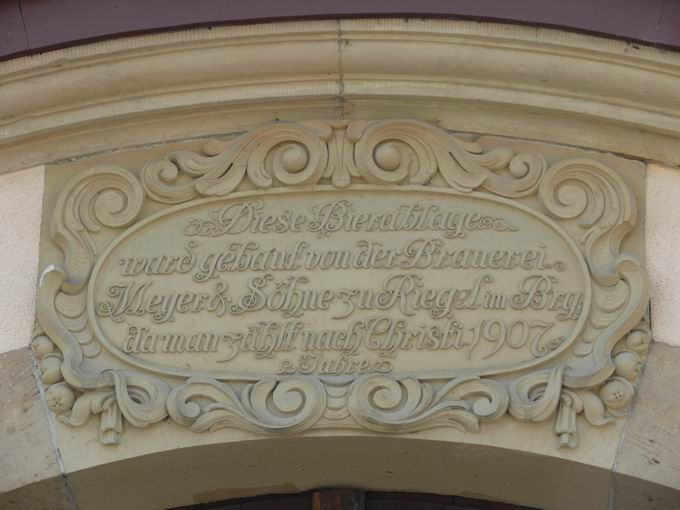 Diese Bierablage
ward gebaut von der Brauerei
Meyer & Söhne zu Riegel im Brg.
da man zählt nach Christi 1907
Jahre